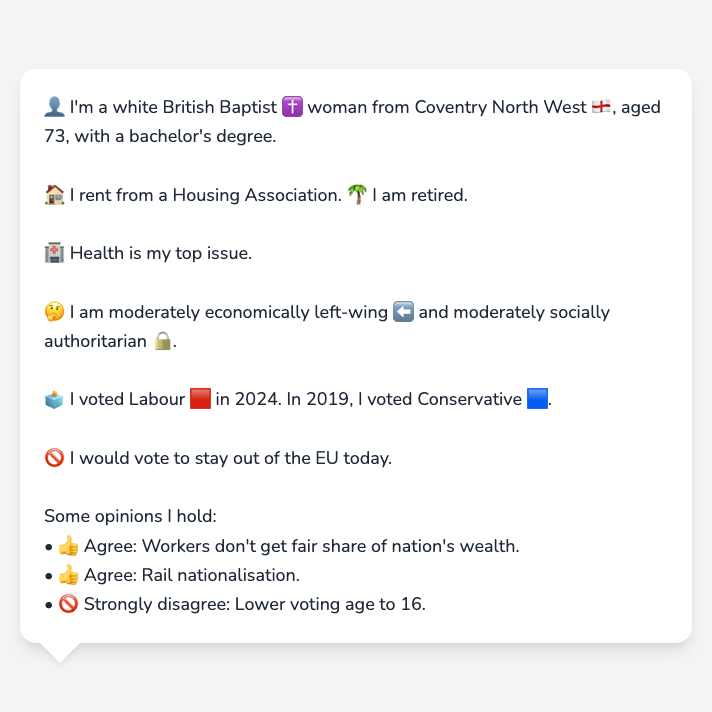 👤 I'm a white British Baptist ✝️ woman from Coventry North West 🏴󠁧󠁢󠁥󠁮󠁧󠁿, aged
73, with a bachelor's degree.
🏠 I rent from a Housing Association. 🌴 I am retired.
🏥 Health is my top issue.
🤔 I am moderately economically left-wing ⬅️ and moderately socially
authoritarian 🔒.
🗳️ I voted Labour 🟥 in 2024. In 2019, I voted Conservative 🟦.
🚫 I would vote to stay out of the EU today.
Some opinions I hold:
• 👍 Agree: Workers don't get fair share of nation's wealth.
• 👍 Agree: Rail nationalisation.
• 🚫 Strongly disagree: Lower voting age to 16.